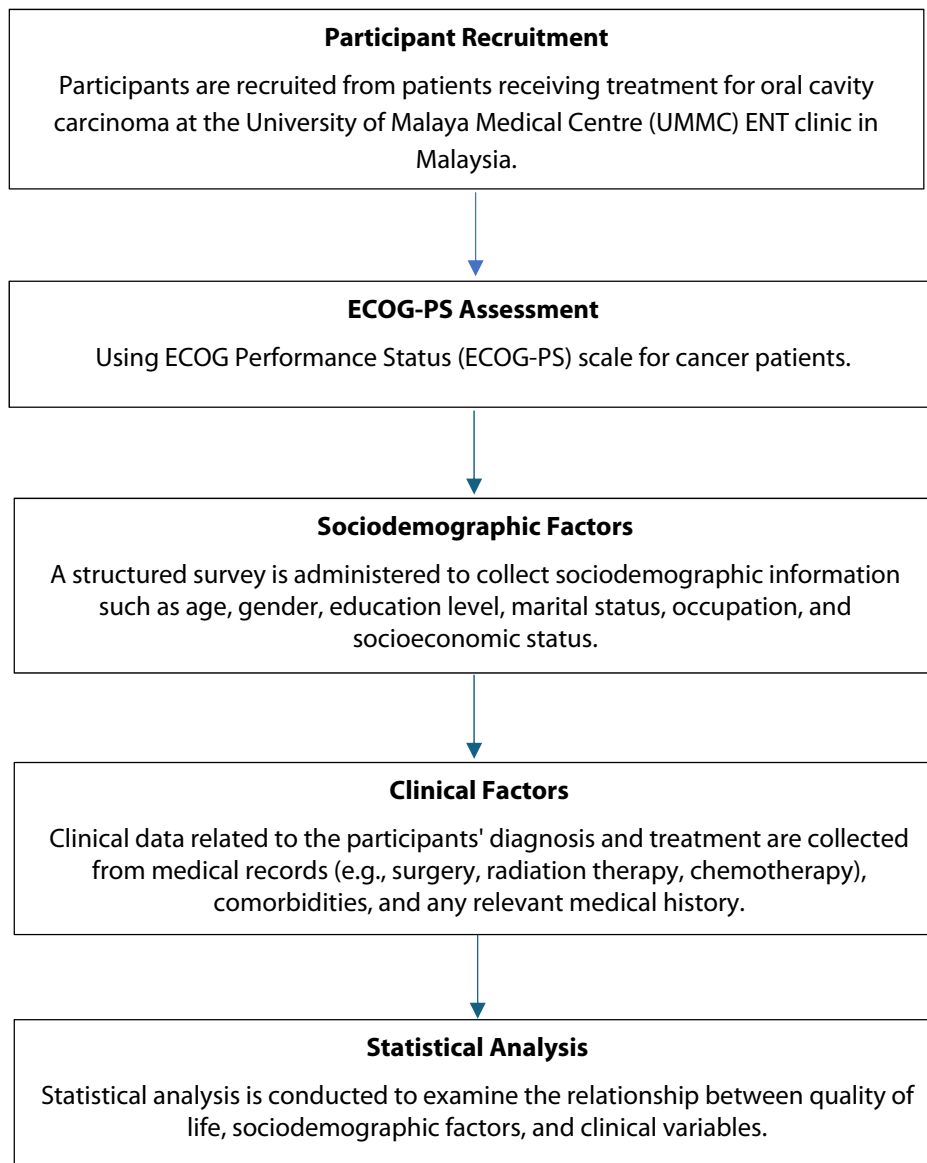 Participant Recruitment
Participants are recruited from patients receiving treatment for oral cavity
carcinoma at the University of Malaya Medical Centre (UMMC) ENT clinic in
Malaysia.
ECOG-PS Assessment
Using ECOG Performance Status (ECOG-PS) scale for cancer patients.
Sociodemographic Factors
A structured survey is administered to collect sociodemographic information
such as age, gender, education level, marital status, occupation, and
socioeconomic status.
Clinical Factors
Clinical data related to the participants' diagnosis and treatment are collected
from medical records (e.g., surgery, radiation therapy, chemotherapy),
comorbidities, and any relevant medical history.
Statistical Analysis
Statistical analysis is conducted to examine the relationship between quality of
life, sociodemographic factors, and clinical variables.